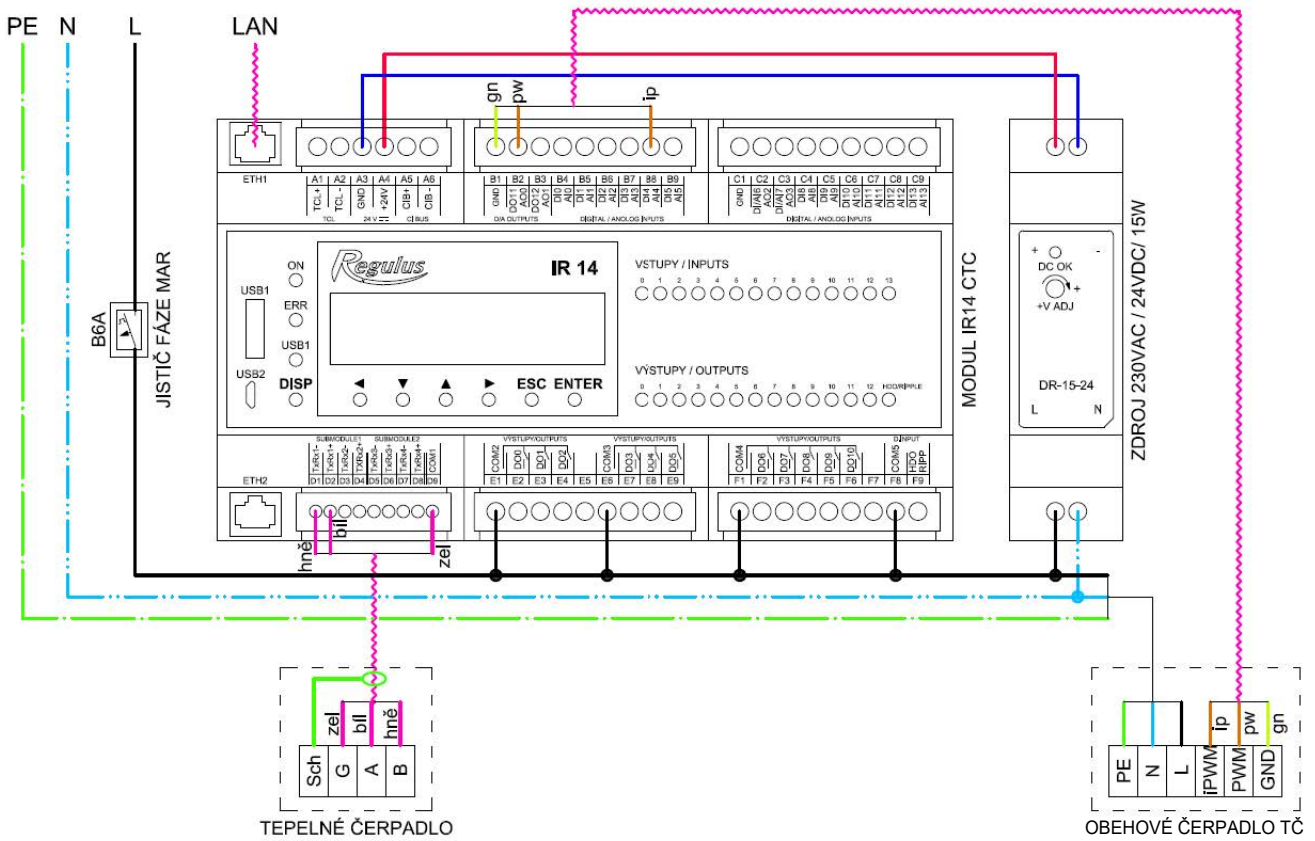 PE N L LAN
gn pw ip
ETH1
A1 A2 A3 A4 A5 A6
TCL+ TCL - GND +24V CIB+ CIB -
TCL 24 V CIBUS
B1 B2 B3 B4 B5 B6 B7 B8 B9
GND DO11 AO0 DO12 AO1 DI0 AI0 DI1 AI1 DI2 AI2 DI3 AI3 DI4 AI4 DI5 AI5
D/A OUTPUTS DIGITAL / ANOLOG INPUTS
C1 C2 C3 C4 C5 C6 C7 C8 C9
GND DI/AI6 AO2 DI/AI7 AO3 DI8 AI8 DI9 AI9 DI10 AI10 DI11 AI11 DI12 AI12 DI13 AI13
DIGITAL / ANOLOG INPUTS
B6A
JISTIČ FÁZE MAR
USB1
USB2
ON
ERR
USB1
DISP
Regulus
IR 14
ESC ENTER
VSTUPY / INPUTS
0 1 2 3 4 5 6 7 8 9 10 11 12 13
VÝSTUPY / OUTPUTS
0 1 2 3 4 5 6 7 8 9 10 11 12 HDO/RIPPLE
MODUL IR14 CTC
+ -
DC OK
+
+V ADJ
DR-15-24
L N
ZDROJ 230VAC / 24VDC/ 15W
ETH2
SUBMODULE1 SUBMODULE2
TxRx1- TxRx1+ TxRx2- TXRx2+ TxRx3- TxRx3+ TxRx4- TxRx4+ COM1
D1 D2 D3 D4 D5 D6 D7 D8 D9
VÝSTUPY/OUTPUTS VÝSTUPY/OUTPUTS
COM2 DO0 DO1 DO2 COM3 DO3 DO4 DO5
E1 E2 E3 E4 E5 E6 E7 E8 E9
VÝSTUPY/OUTPUTS D.INPUT
COM4 DO6 DO7 DO8 DO9 DO10 COM5 HDO RIPP
F1 F2 F3 F4 F5 F6 F7 F8 F9
hně bíl zel
zel bíl hně
Sch G A B
TEPELNÉ ČERPADLO
ip pw gn
PE N L iPWM PWM GND
OBEHOVÉ ČERPADLO TČ